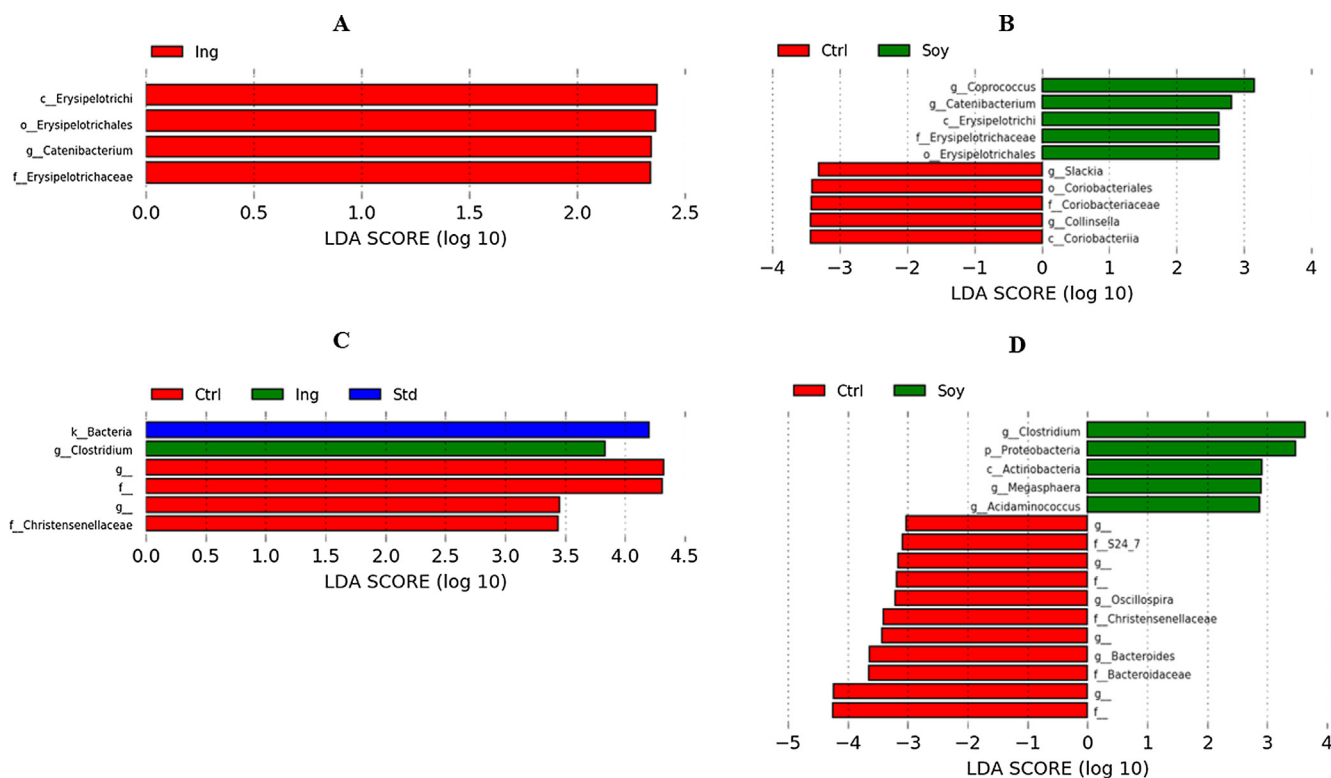 A
Ing
c__Erysipelotrichi
o__Erysipelotrichales
g__Catenibacterium
f__Erysipelotrichaceae
0.0 0.5 1.0 1.5 2.0 2.5
LDA SCORE (log 10)
B
Ctrl Soy
g__Coprococcus
g__Catenibacterium
c__Erysipelotrichi
f__Erysipelotrichaceae
o__Erysipelotrichales
g__Slackia
o__Coriobacteriales
f__Coriobacteriaceae
g__Collinsella
c__Coriobacteriia
−4 −3 −2 −1 0 1 2 3 4
LDA SCORE (log 10)
C
Ctrl Ing Std
k__Bacteria
g__Clostridium
g__
f__
g__
f__Christensenellaceae
0.0 0.5 1.0 1.5 2.0 2.5 3.0 3.5 4.0 4.5
LDA SCORE (log 10)
D
Ctrl Soy
g__Clostridium
p__Proteobacteria
c__Actinobacteria
g__Megasphaera
g__Acidaminococcus
g__
f__S24_7
g__
f__
g__Oscillospira
f__Christensenellaceae
g__
g__Bacteroides
f__Bacteroidaceae
g__
f__
−5 −4 −3 −2 −1 0 1 2 3 4
LDA SCORE (log 10)